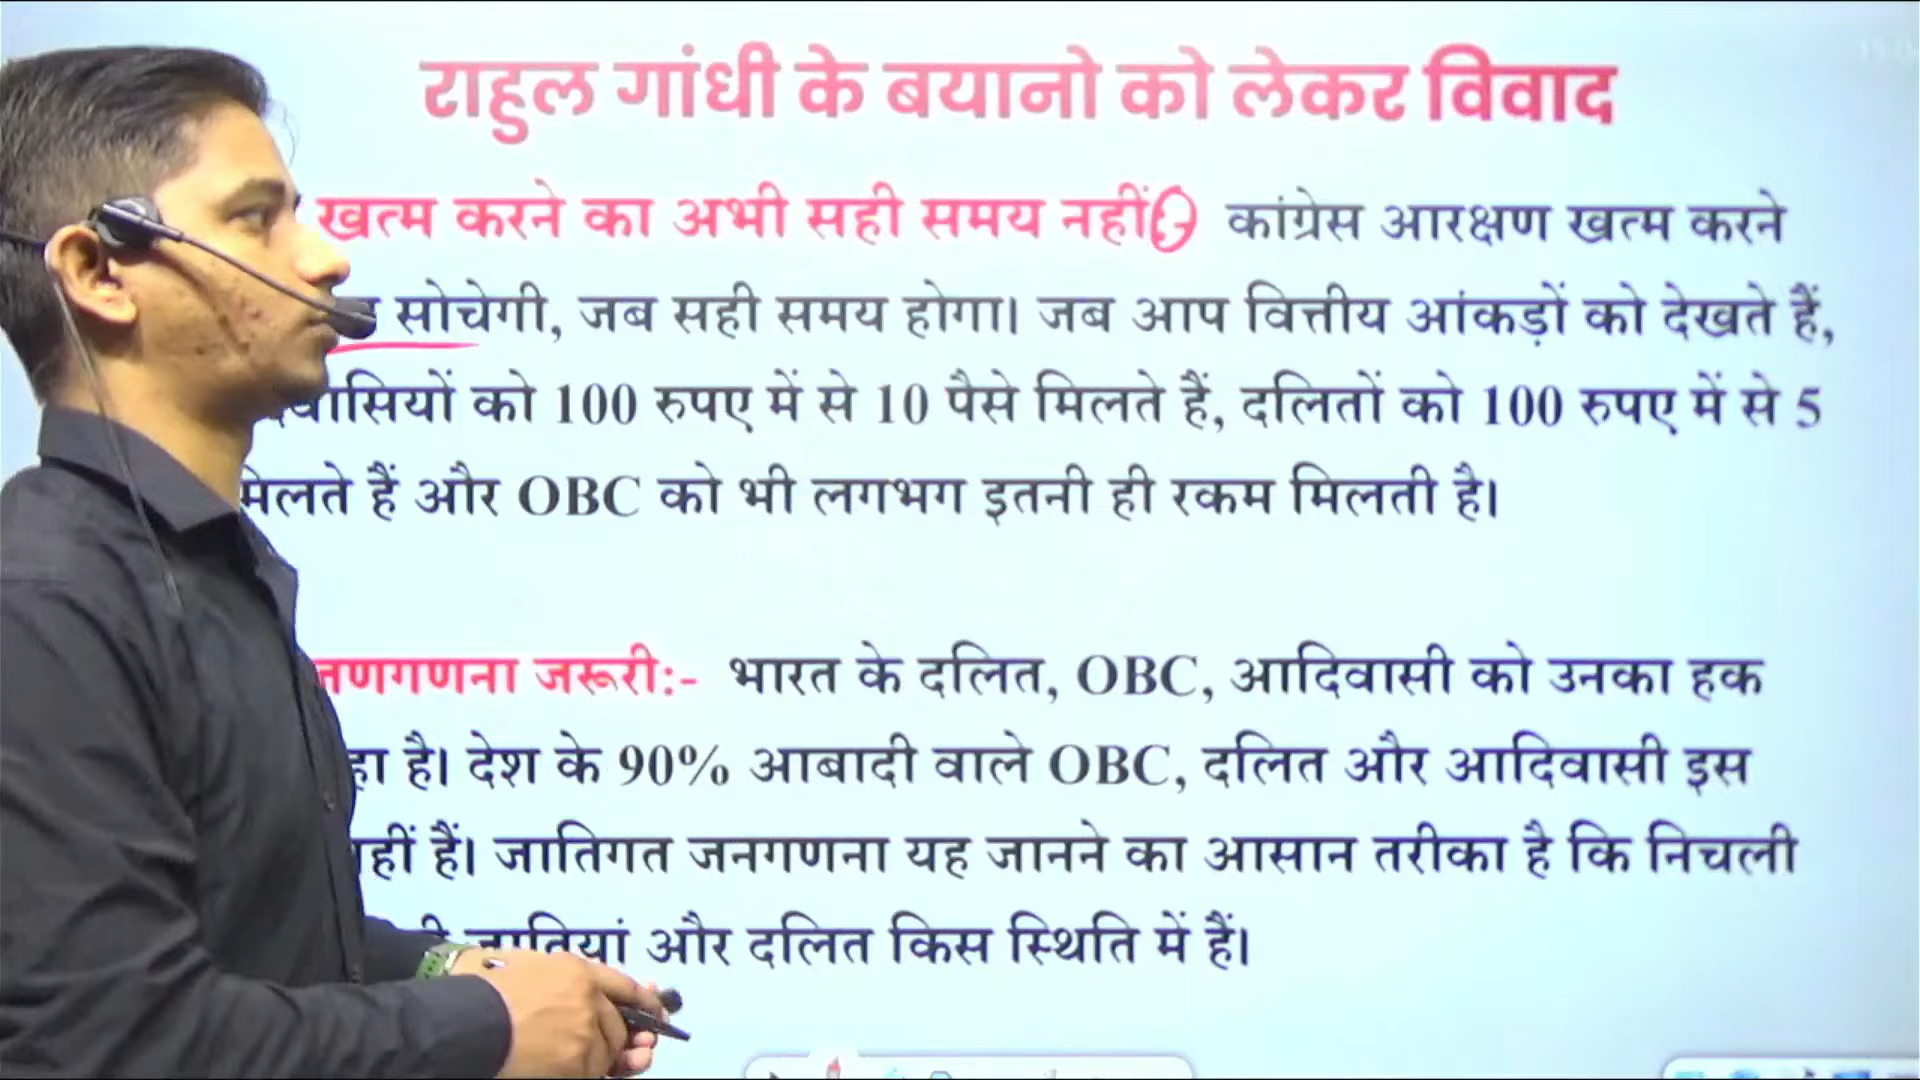 राहुल गांधी के बयानो को लेकर विवाद
खत्म करने का अभी सही समय नहीं कांग्रेस आरक्षण खत्म करने
सोचेगी, जब सही समय होगा। जब आप वित्तीय आंकड़ों को देखते हैं,
को 100 रुपए में से 10 पैसे मिलते हैं, दलितों को 100 रुपए में से 5
हैं और OBC को भी लगभग इतनी ही रकम मिलती है।
जरूरी:- भारत के दलित, OBC, आदिवासी को उनका हक
है। देश के 90% आबादी वाले OBC, दलित और आदिवासी इस
हैं। जातिगत जनगणना यह जानने का आसान तरीका है कि निचली
और दलित किस स्थिति में हैं।